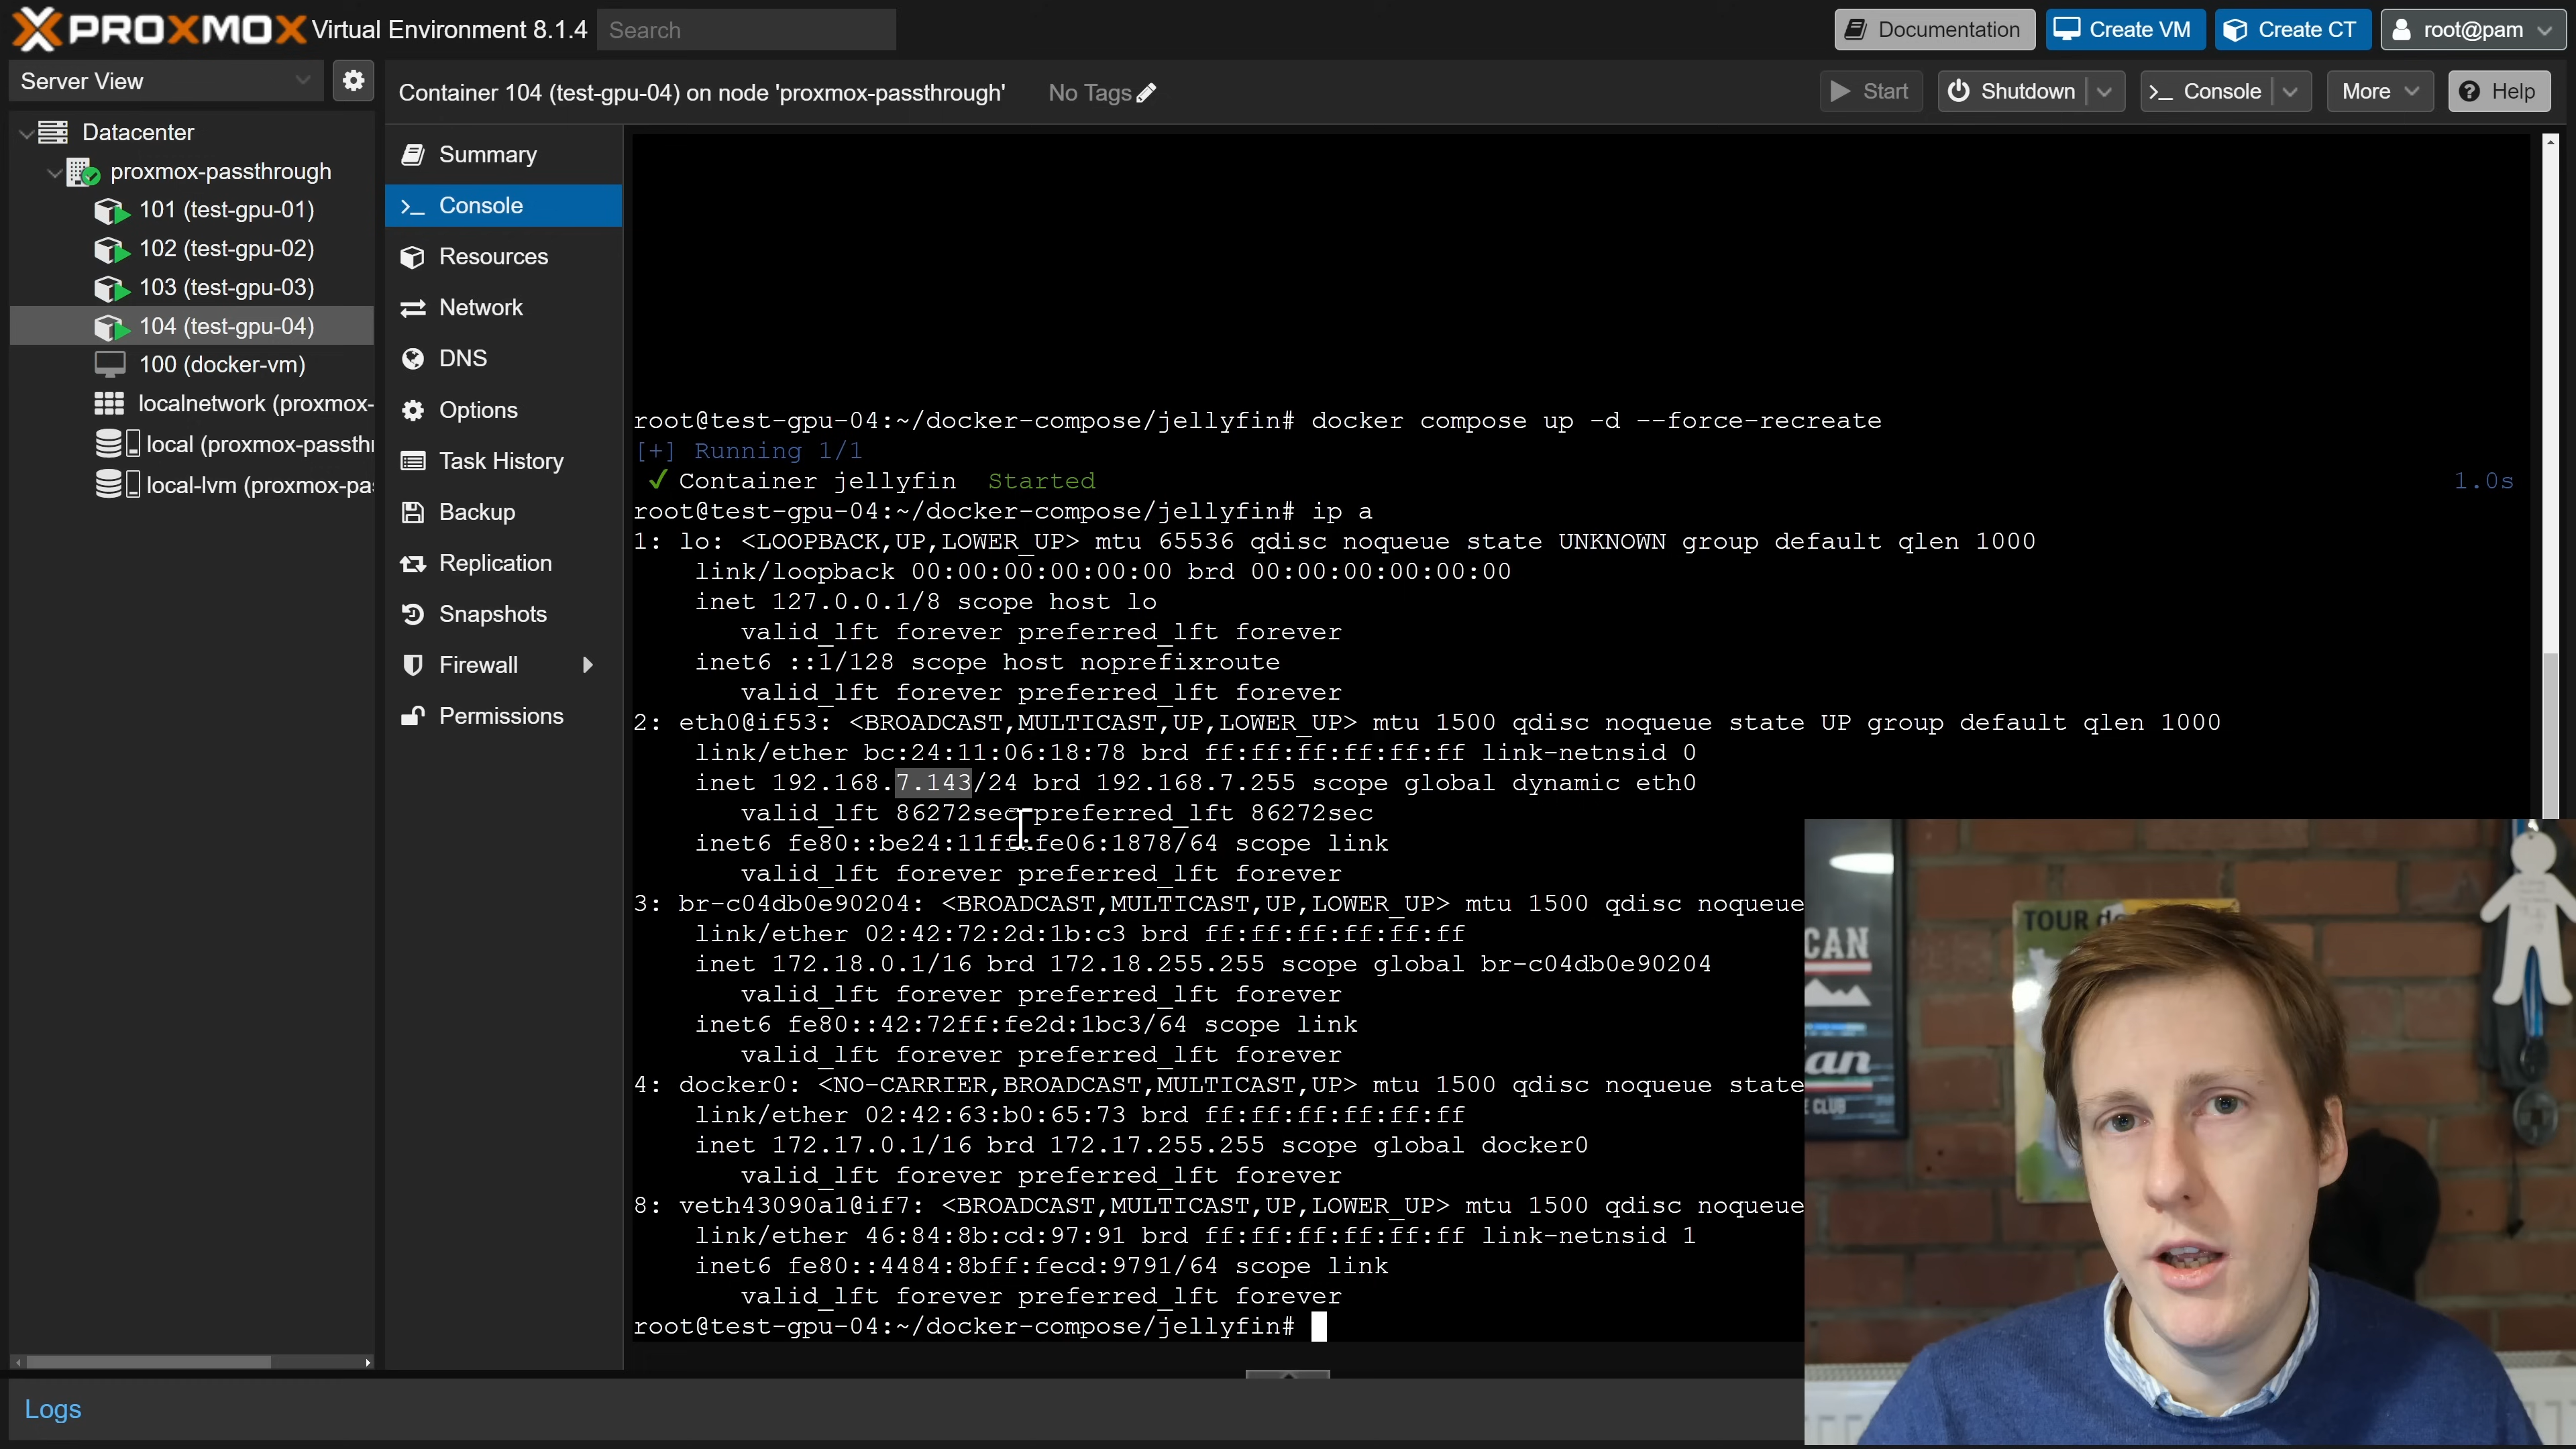 PROXMOX Virtual Environment 8.1.4 Search Documentation Create VM Create CT root@pam
Server View
Container 104 (test-gpu-04) on node 'proxmox-passthrough' No Tags Start Shutdown Console More Help
Datacenter
proxmox-passthrough
101 (test-gpu-01)
102 (test-gpu-02)
103 (test-gpu-03)
104 (test-gpu-04)
100 (docker-vm)
localnetwork (proxmox-
local (proxmox-passthr
local-lvm (proxmox-pas
Summary
Console
Resources
Network
DNS
Options
Task History
Backup
Replication
Snapshots
Firewall
Permissions
root@test-gpu-04:~/docker-compose/jellyfin# docker compose up -d --force-recreate
[+] Running 1/1
✓ Container jellyfin Started 1.0s
root@test-gpu-04:~/docker-compose/jellyfin# ip a
1: lo: <LOOPBACK,UP,LOWER_UP> mtu 65536 qdisc noqueue state UNKNOWN group default qlen 1000
link/loopback 00:00:00:00:00:00 brd 00:00:00:00:00:00
inet 127.0.0.1/8 scope host lo
valid_lft forever preferred_lft forever
inet6 ::1/128 scope host noprefixroute
valid_lft forever preferred_lft forever
2: eth0@if53: <BROADCAST,MULTICAST,UP,LOWER_UP> mtu 1500 qdisc noqueue state UP group default qlen 1000
link/ether bc:24:11:06:18:78 brd ff:ff:ff:ff:ff:ff link-netnsid 0
inet 192.168.7.143/24 brd 192.168.7.255 scope global dynamic eth0
valid_lft 86272sec preferred_lft 86272sec
inet6 fe80::be24:11ff:fe06:1878/64 scope link
valid_lft forever preferred_lft forever
3: br-c04db0e90204: <BROADCAST,MULTICAST,UP,LOWER_UP> mtu 1500 qdisc noqueue
link/ether 02:42:72:2d:1b:c3 brd ff:ff:ff:ff:ff:ff
inet 172.18.0.1/16 brd 172.18.255.255 scope global br-c04db0e90204
valid_lft forever preferred_lft forever
inet6 fe80::42:72ff:fe2d:1bc3/64 scope link
valid_lft forever preferred_lft forever
4: docker0: <NO-CARRIER,BROADCAST,MULTICAST,UP> mtu 1500 qdisc noqueue state
link/ether 02:42:63:b0:65:73 brd ff:ff:ff:ff:ff:ff
inet 172.17.0.1/16 brd 172.17.255.255 scope global docker0
valid_lft forever preferred_lft forever
8: veth43090a1@if7: <BROADCAST,MULTICAST,UP,LOWER_UP> mtu 1500 qdisc noqueue
link/ether 46:84:8b:cd:97:91 brd ff:ff:ff:ff:ff:ff link-netnsid 1
inet6 fe80::4484:8bff:fecd:9791/64 scope link
valid_lft forever preferred_lft forever
root@test-gpu-04:~/docker-compose/jellyfin#
Logs
CAN
TOUR de
ian
E CLUB